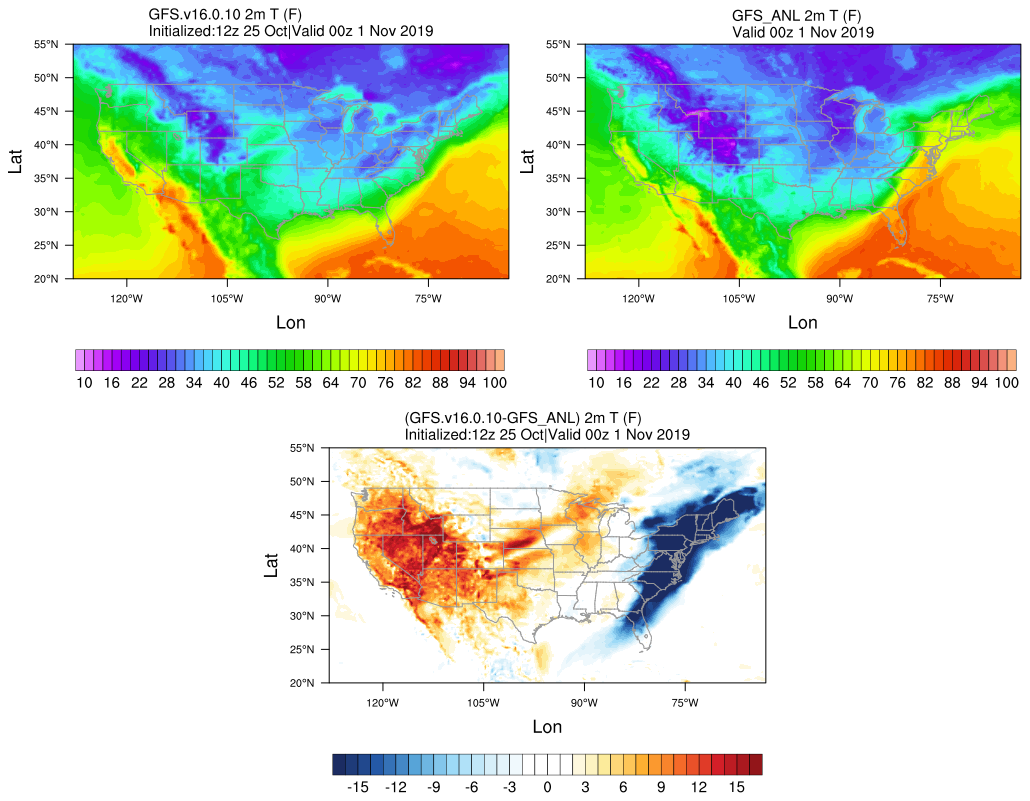 GFS.v16.0.10 2m T (F)
Initialized:12z 25 Oct|Valid 00z 1 Nov 2019
55°N
50°N
45°N
40°N
35°N
30°N
25°N
20°N
Lat
120°W 105°W 90°W 75°W
Lon
10 16 22 28 34 40 46 52 58 64 70 76 82 88 94 100
GFS_ANL 2m T (F)
Valid 00z 1 Nov 2019
55°N
50°N
45°N
40°N
35°N
30°N
25°N
20°N
Lat
120°W 105°W 90°W 75°W
Lon
10 16 22 28 34 40 46 52 58 64 70 76 82 88 94 100
(GFS.v16.0.10-GFS_ANL) 2m T (F)
Initialized:12z 25 Oct|Valid 00z 1 Nov 2019
55°N
50°N
45°N
40°N
35°N
30°N
25°N
20°N
Lat
120°W 105°W 90°W 75°W
Lon
-15 -12 -9 -6 -3 0 3 6 9 12 15